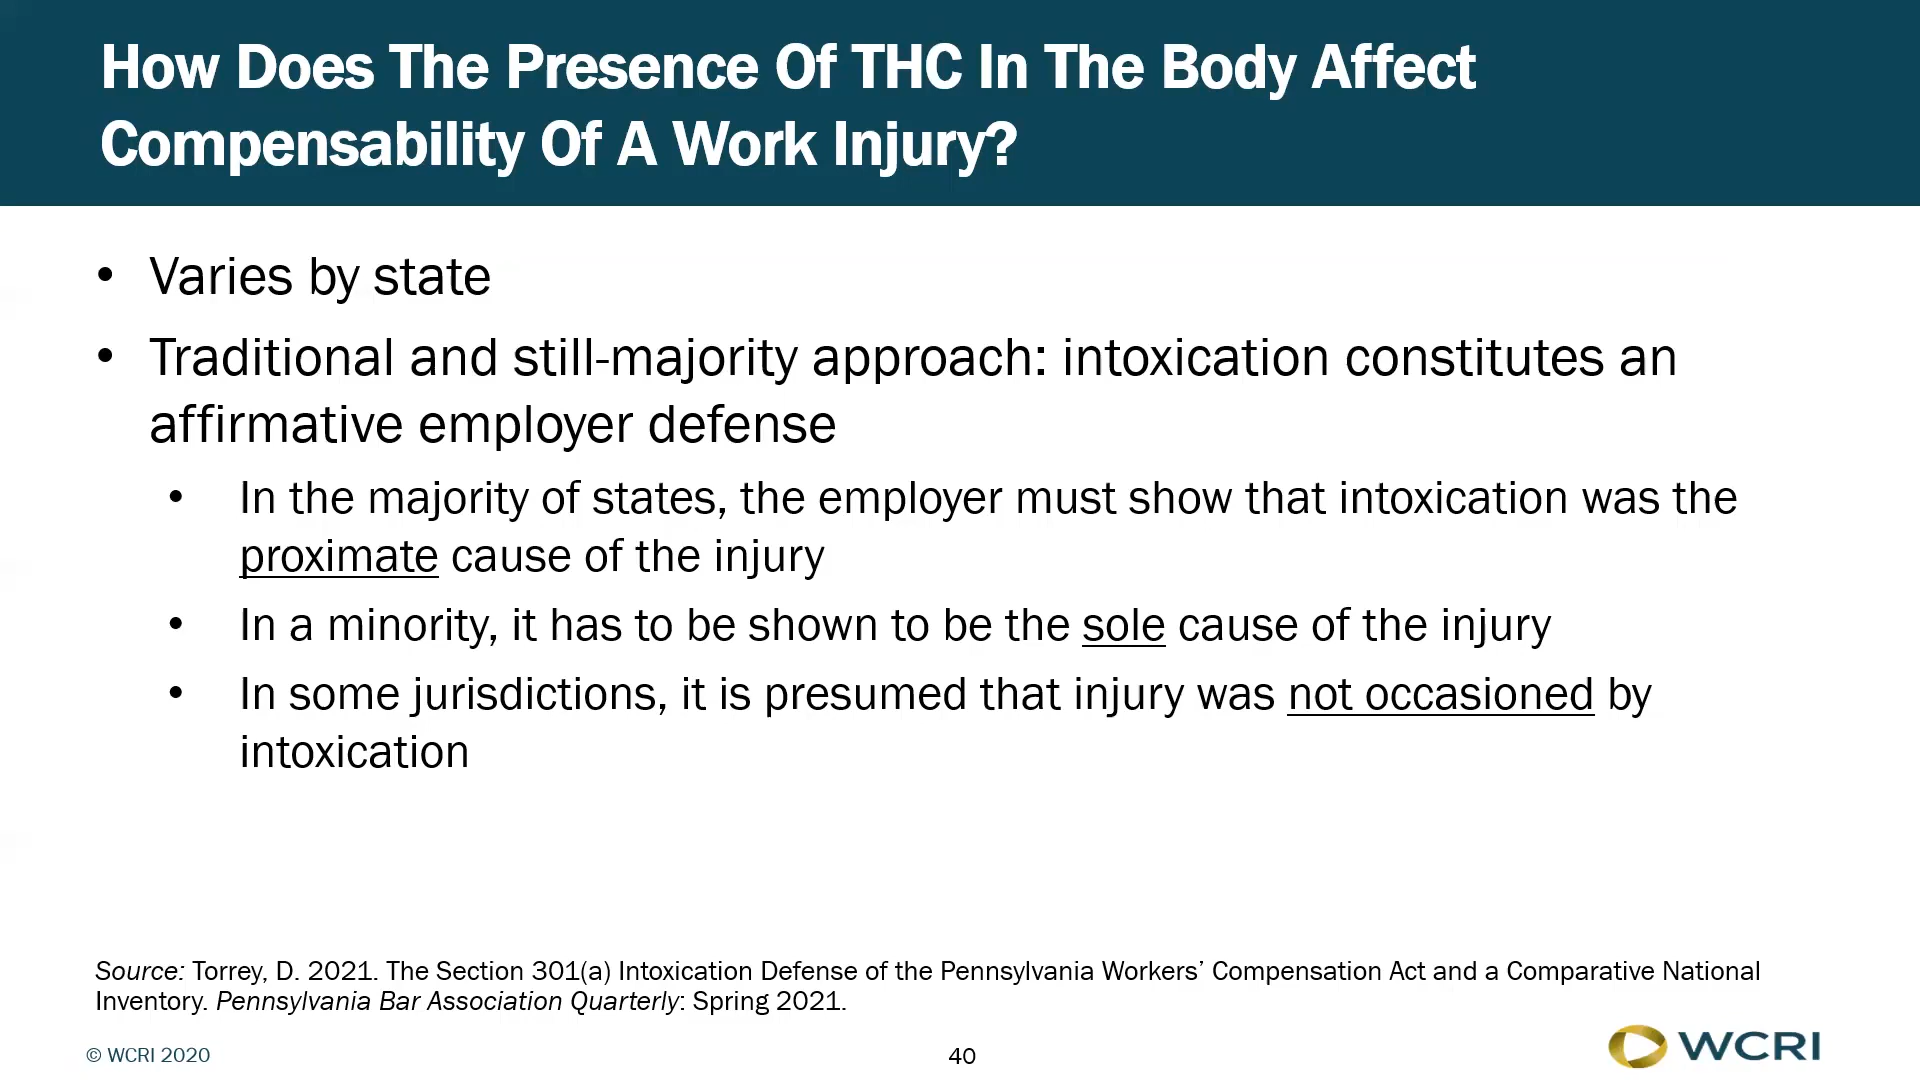 How Does The Presence Of THC In The Body Affect
Compensability Of A Work Injury?
• Varies by state
• Traditional and still-majority approach: intoxication constitutes an
affirmative employer defense
• In the majority of states, the employer must show that intoxication was the
proximate cause of the injury
• In a minority, it has to be shown to be the sole cause of the injury
• In some jurisdictions, it is presumed that injury was not occasioned by
intoxication
Source: Torrey, D. 2021. The Section 301(a) Intoxication Defense of the Pennsylvania Workers’ Compensation Act and a Comparative National
Inventory. Pennsylvania Bar Association Quarterly: Spring 2021.
© WCRI 2020
40
WCRI